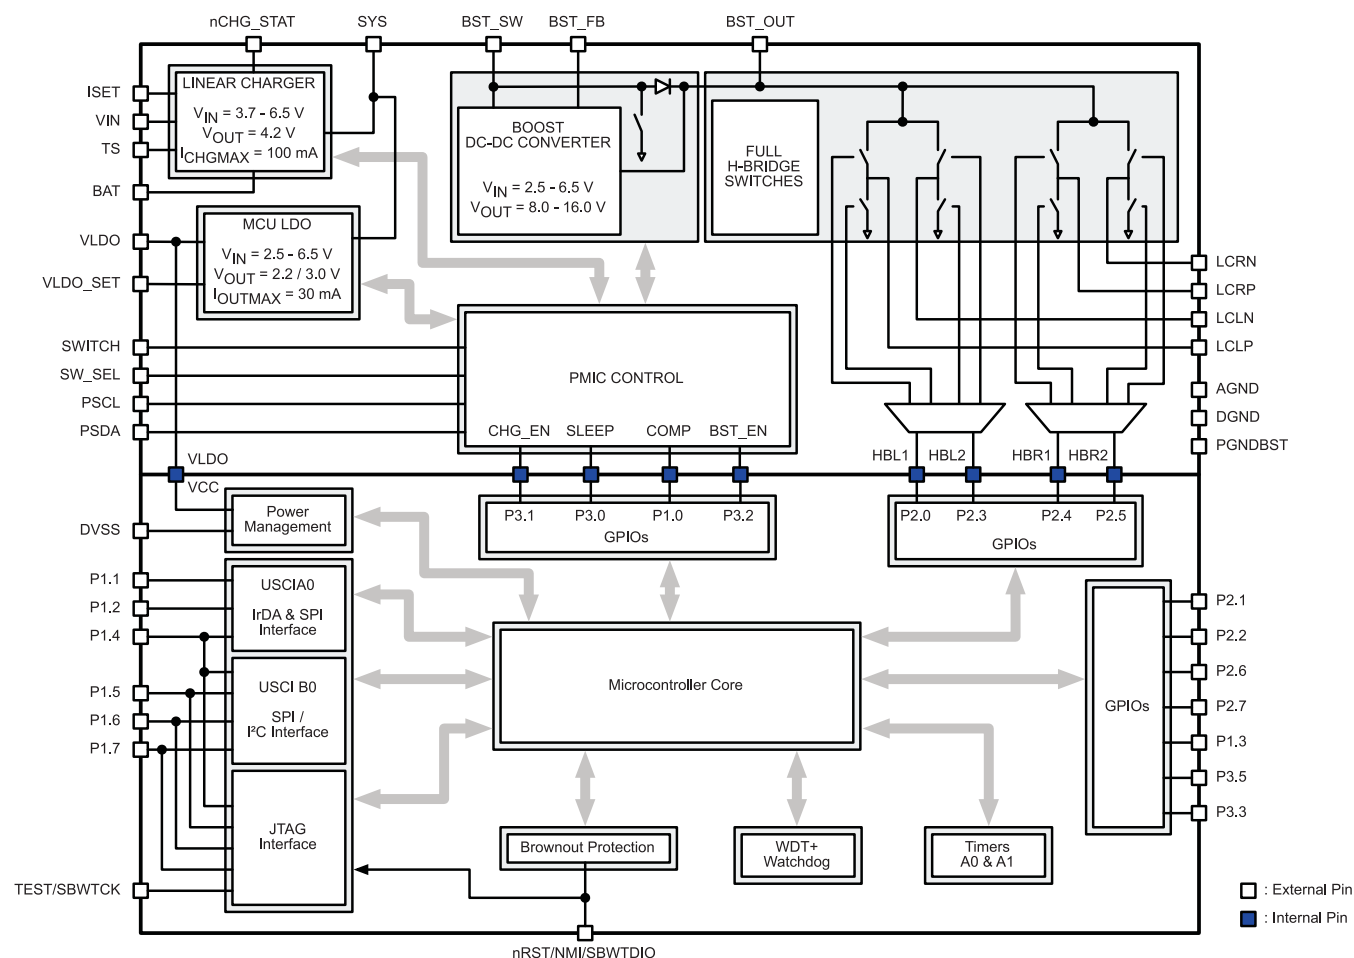 nCHG_STAT
SYS
BST_SW
BST_FB
BST_OUT
ISET
VIN
TS
BAT
LINEAR CHARGER
VIN = 3.7 - 6.5 V
VOUT = 4.2 V
ICHGMAX = 100 mA
BOOST
DC-DC CONVERTER
VIN = 2.5 - 6.5 V
VOUT = 8.0 - 16.0 V
FULL
H-BRIDGE
SWITCHES
VLDO
VLDO_SET
MCU LDO
VIN = 2.5 - 6.5 V
VOUT = 2.2 / 3.0 V
IOUTMAX = 30 mA
LCRN
LCRP
LCLN
LCLP
AGND
DGND
PGNDBST
SWITCH
SW_SEL
PSCL
PSDA
PMIC CONTROL
CHG_EN
SLEEP
COMP
BST_EN
HBL1
HBL2
HBR1
HBR2
VLDO
VCC
DVSS
Power
Management
P3.1
P3.0
P1.0
P3.2
GPIOs
P2.0
P2.3
P2.4
P2.5
GPIOs
P1.1
P1.2
P1.4
USCIA0
IrDA & SPI
Interface
P1.5
P1.6
P1.7
USCI B0
SPI /
I²C Interface
Microcontroller Core
GPIOs
P2.1
P2.2
P2.6
P2.7
P1.3
P3.5
P3.3
JTAG
Interface
Brownout Protection
WDT+
Watchdog
Timers
A0 & A1
TEST/SBWTCK
nRST/NMI/SBWTDIO
: External Pin
: Internal Pin